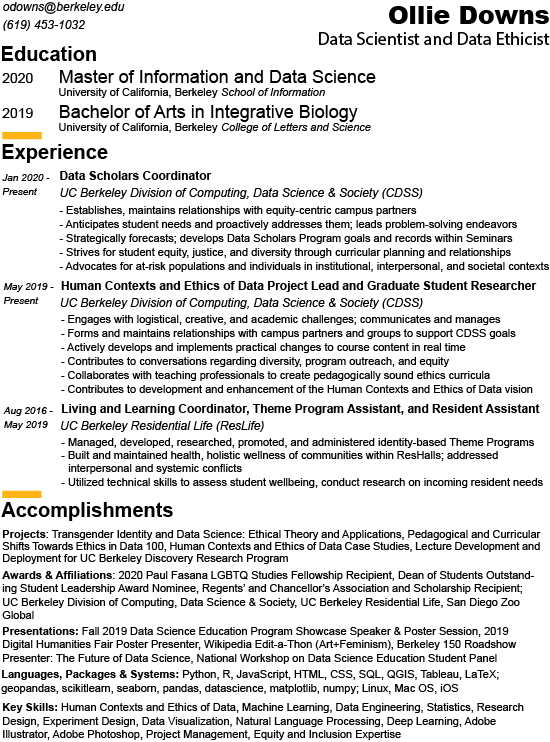 odowns@berkeley.edu
(619) 453-1032
Ollie Downs
Data Scientist and Data Ethicist
Education
2020 Master of Information and Data Science
University of California, Berkeley School of Information
2019 Bachelor of Arts in Integrative Biology
University of California, Berkeley College of Letters and Science
Experience
Jan 2020 - Present
Data Scholars Coordinator
UC Berkeley Division of Computing, Data Science & Society (CDSS)
- Establishes, maintains relationships with equity-centric campus partners
- Anticipates student needs and proactively addresses them; leads problem-solving endeavors
- Strategically forecasts; develops Data Scholars Program goals and records within Seminars
- Strives for student equity, justice, and diversity through curricular planning and relationships
- Advocates for at-risk populations and individuals in institutional, interpersonal, and societal contexts
May 2019 - Present
Human Contexts and Ethics of Data Project Lead and Graduate Student Researcher
UC Berkeley Division of Computing, Data Science & Society (CDSS)
- Engages with logistical, creative, and academic challenges; communicates and manages
- Forms and maintains relationships with campus partners and groups to support CDSS goals
- Actively develops and implements practical changes to course content in real time
- Contributes to conversations regarding diversity, program outreach, and equity
- Collaborates with teaching professionals to create pedagogically sound ethics curricula
- Contributes to development and enhancement of the Human Contexts and Ethics of Data vision
Aug 2016 - May 2019
Living and Learning Coordinator, Theme Program Assistant, and Resident Assistant
UC Berkeley Residential Life (ResLife)
- Managed, developed, researched, promoted, and administered identity-based Theme Programs
- Built and maintained health, holistic wellness of communities within ResHalls; addressed
interpersonal and systemic conflicts
- Utilized technical skills to assess student wellbeing, conduct research on incoming resident needs
Accomplishments
Projects: Transgender Identity and Data Science: Ethical Theory and Applications, Pedagogical and Curricular
Shifts Towards Ethics in Data 100, Human Contexts and Ethics of Data Case Studies, Lecture Development and
Deployment for UC Berkeley Discovery Research Program
Awards & Affiliations: 2020 Paul Fasana LGBTQ Studies Fellowship Recipient, Dean of Students Outstand-
ing Student Leadership Award Nominee, Regents' and Chancellor's Association and Scholarship Recipient;
UC Berkeley Division of Computing, Data Science & Society, UC Berkeley Residential Life, San Diego Zoo
Global
Presentations: Fall 2019 Data Science Education Program Showcase Speaker & Poster Session, 2019
Digital Humanities Fair Poster Presenter, Wikipedia Edit-a-Thon (Art+Feminism), Berkeley 150 Roadshow
Presenter: The Future of Data Science, National Workshop on Data Science Education Student Panel
Languages, Packages & Systems: Python, R, JavaScript, HTML, CSS, SQL, QGIS, Tableau, LaTeX;
geopandas, scikitlearn, seaborn, pandas, datascience, matplotlib, numpy; Linux, Mac OS, iOS
Key Skills: Human Contexts and Ethics of Data, Machine Learning, Data Engineering, Statistics, Research
Design, Experiment Design, Data Visualization, Natural Language Processing, Deep Learning, Adobe
Illustrator, Adobe Photoshop, Project Management, Equity and Inclusion Expertise